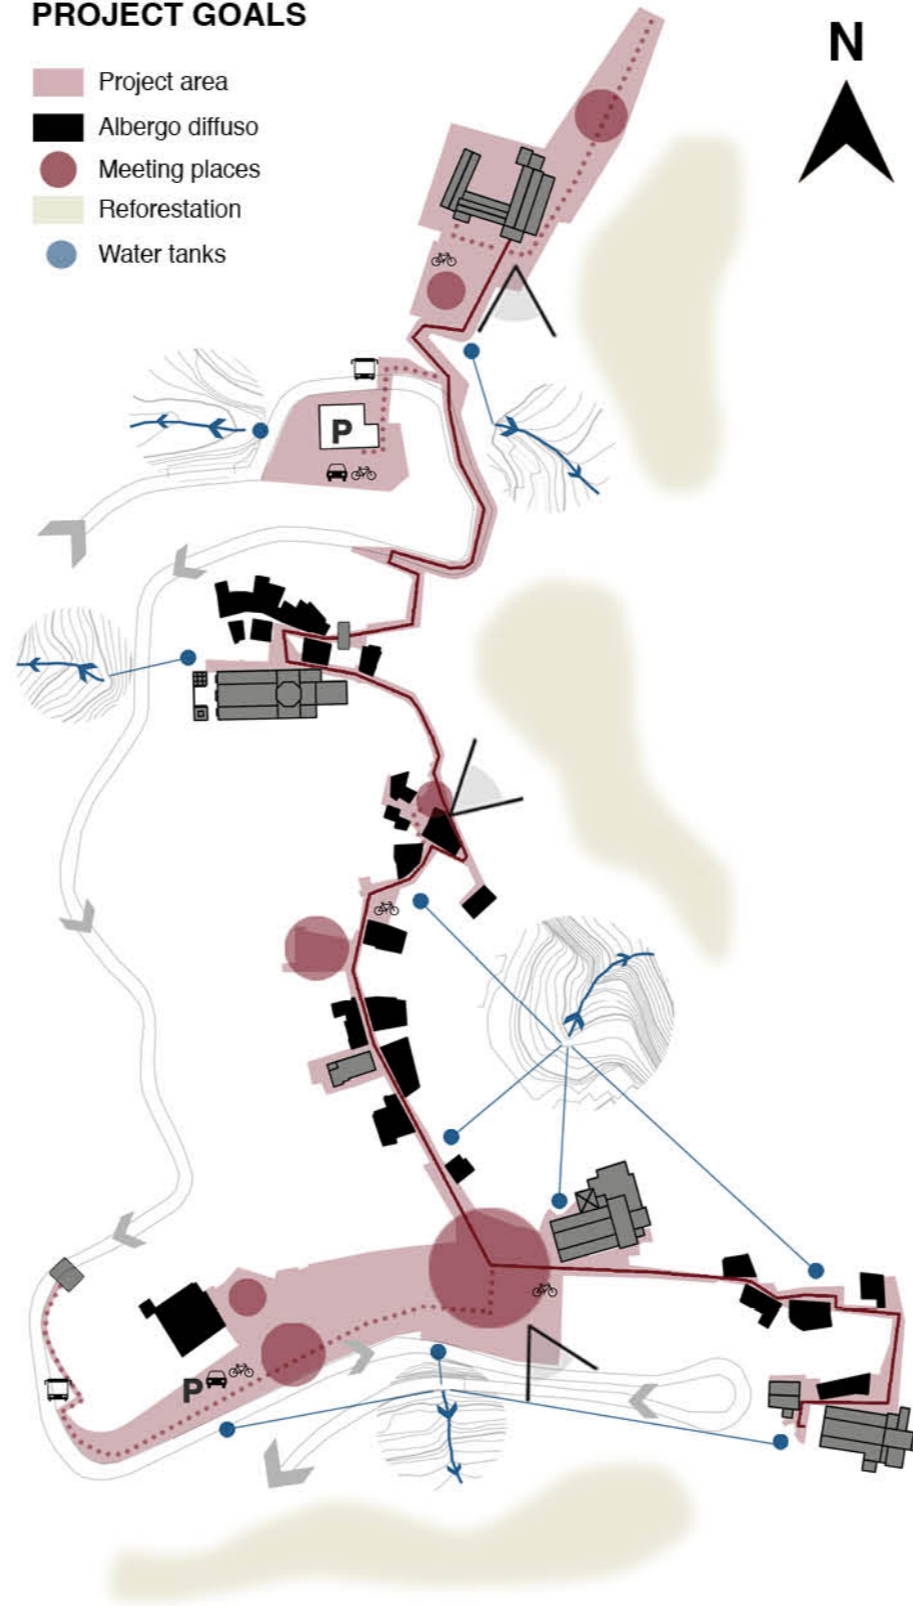 PROJECT GOALS
N
Project area
Albergo diffuso
Meeting places
Reforestation
Water tanks
P
P